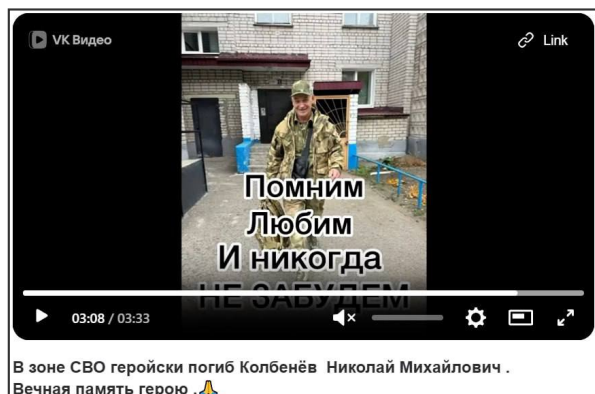 VK Видео
Link
Помним
Любим
И никогда
НЕ ЗАБУДЕМ
03:08 / 03:33
В зоне СВО геройски погиб Колбенёв Николай Михайлович .
Вечная память герою .🙏